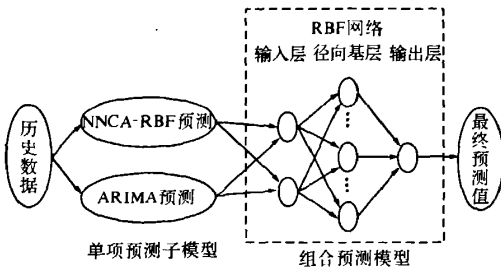 RBF网络
输入层 径向基层 输出层
历史数据
NNCA-RBF预测
ARIMA预测
最终预测值
单项预测子模型
组合预测模型